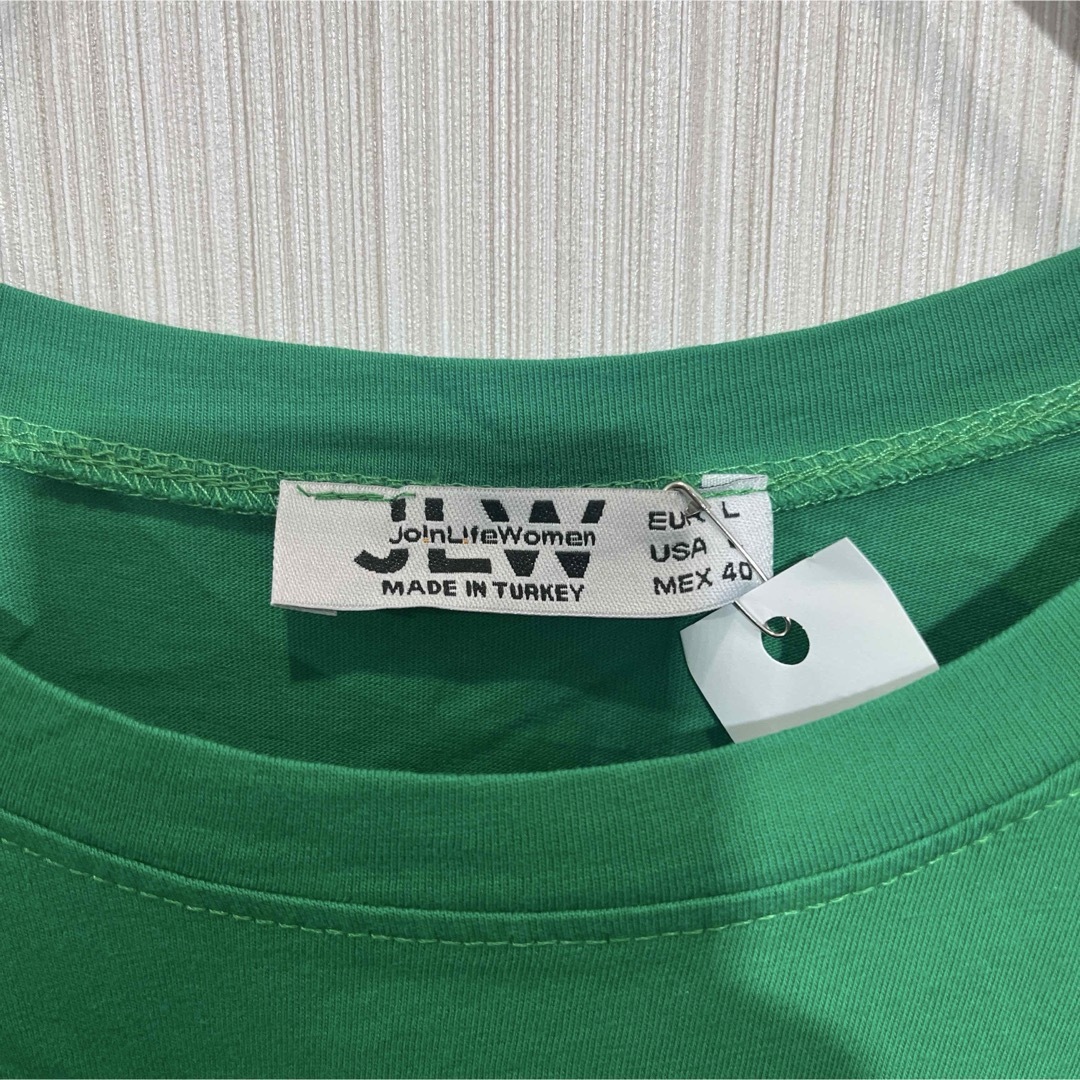 JLW
JoinLifeWomen
MADE IN TURKEY
EUR L
USA
MEX 40